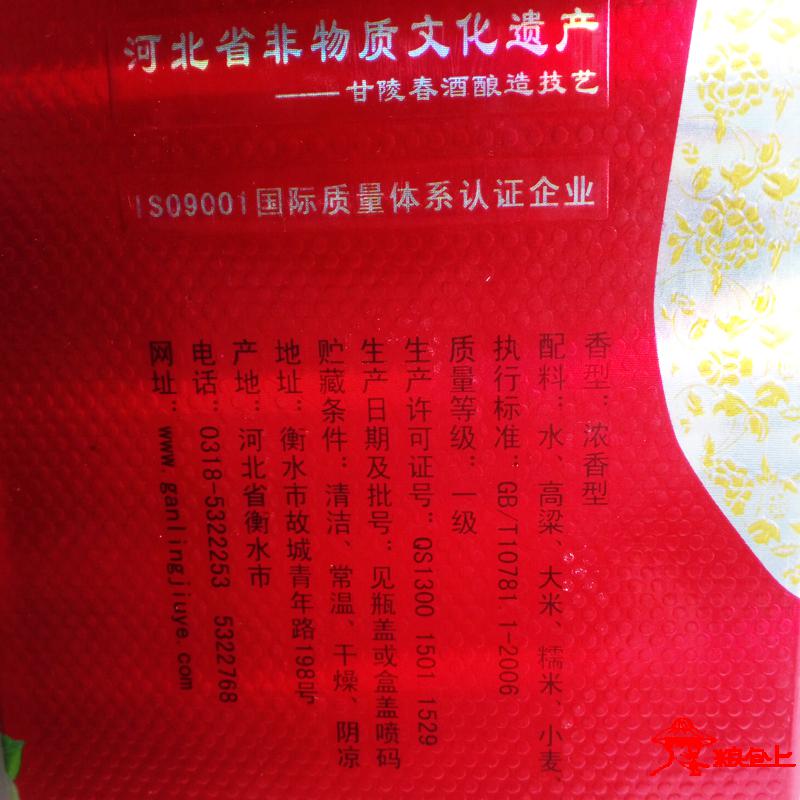 河北省非物质文化遗产
——甘陵春酒酿造技艺
ISO9001国际质量体系认证企业
香型：浓香型
配料：水、高粱、大米、糯米、小麦、
执行标准：GB/T10781.1-2006
质量等级：一级
生产许可证号：QS1300 1501 1529
生产日期及批号：见瓶盖或盒盖喷码
贮藏条件：清洁、常温、干燥、阴凉
地址：衡水市故城青年路198号
产地：河北省衡水市
电话：0318-5322253 5322768
网址：www.ganlingjiuye.com
粮仓上